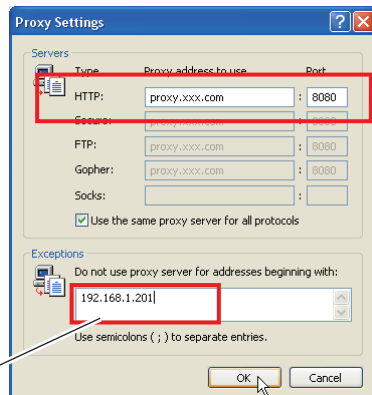 Proxy Settings
Servers
Type Proxy address to use Port
HTTP: proxy.xxx.com : 8080
Secure: proxy.xxx.com : 8080
FTP: proxy.xxx.com : 8080
Gopher: proxy.xxx.com : 8080
Socks: :
Use the same proxy server for all protocols
Exceptions
Do not use proxy server for addresses beginning with:
192.168.1.201
Use semicolons ( ; ) to separate entries.
OK Cancel